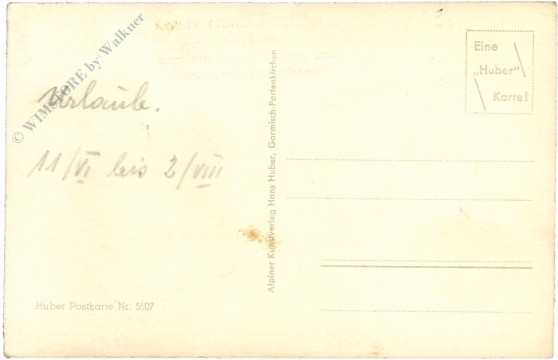 © WIMSTORE by Walkner
Urlaub.
11/VI bis 2/VIII
Huber Postkarte Nr. 5507
Alpiner Kunstverlag Hans Huber, Garmisch-Partenkirchen
Eine
„Huber"
Karte!